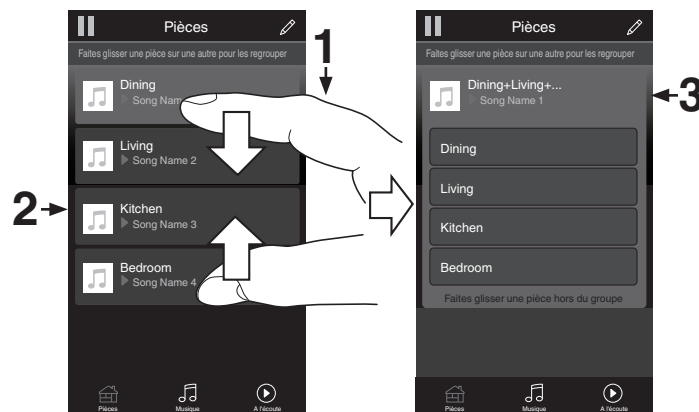 Pièces
Faites glisser une pièce sur une autre pour les regrouper
1
Dining
Song Nam
Living
Song Name 2
2
Kitchen
Song Name 3
Bedroom
Song Name 4
Pièces
Musique
A l'écoute
Pièces
Faites glisser une pièce sur une autre pour les regrouper
Dining+Living+...
Song Name 1
3
Dining
Living
Kitchen
Bedroom
Faites glisser une pièce hors du groupe
Pièces
Musique
A l'écoute